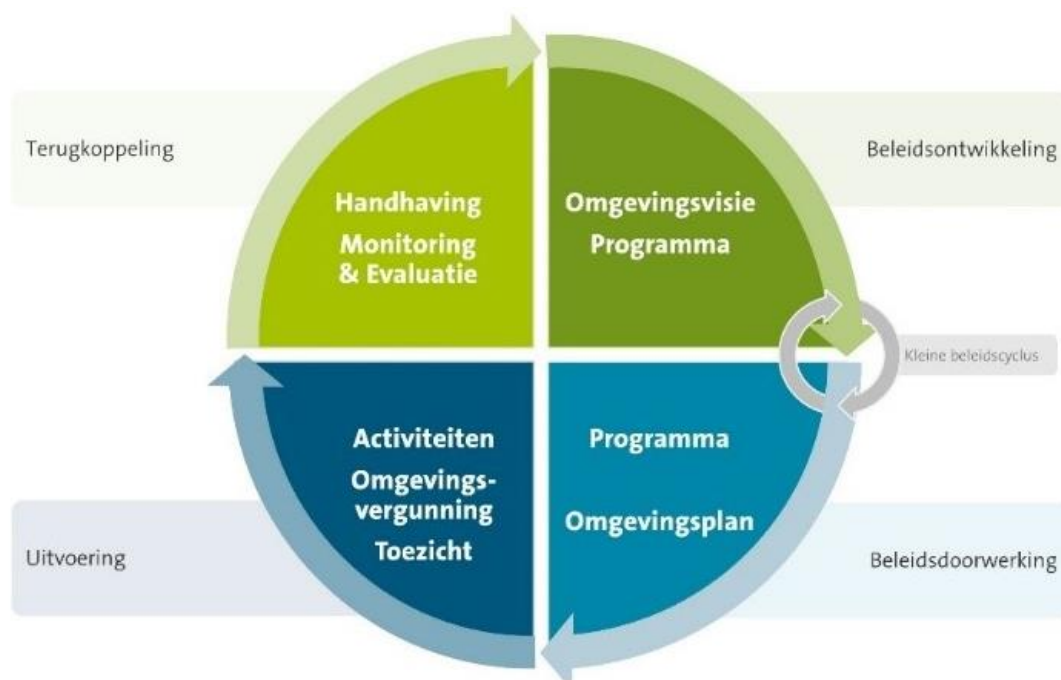 Terugkoppeling
Beleidsontwikkeling
Handhaving
Monitoring
& Evaluatie
Omgevingsvisie
Programma
Kleine beleidscyclus
Activiteiten
Omgevings-
vergunning
Toezicht
Programma
Omgevingsplan
Uitvoering
Beleidsdoorwerking